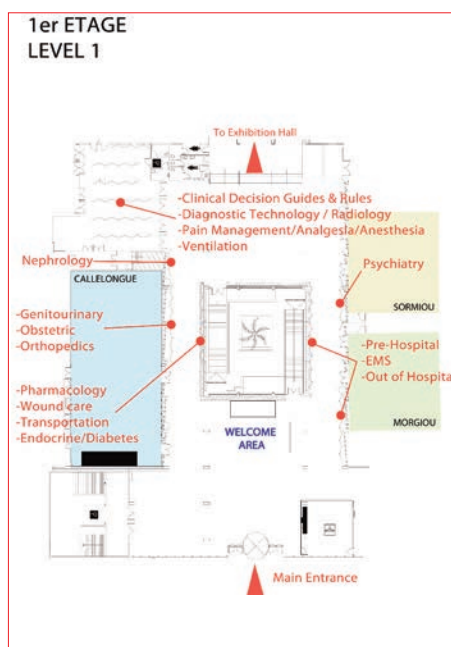 1er ETAGE
LEVEL 1
To Exhibition Hall
-Clinical Decision Guides & Rules
-Diagnostic Technology / Radiology
-Pain Management/Analgesia/Anesthesia
-Ventilation
Nephrology
Psychiatry
CALLELONGUE
SORMIOU
-Genitourinary
-Obstetric
-Orthopedics
-Pre-Hospital
-EMS
-Out of Hospital
-Pharmacology
-Wound care
-Transportation
-Endocrine/Diabetes
MORGIOU
WELCOME
AREA
Main Entrance